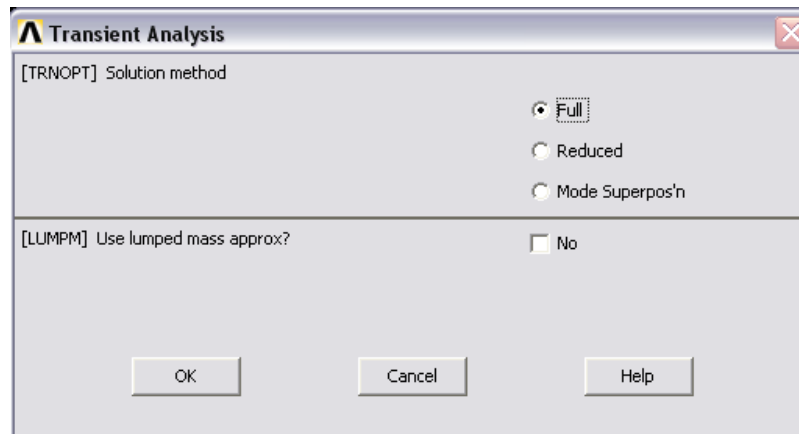 Transient Analysis
[TRNOPT] Solution method
Full
Reduced
Mode Superpos'n
[LUMPM] Use lumped mass approx?
No
OK
Cancel
Help